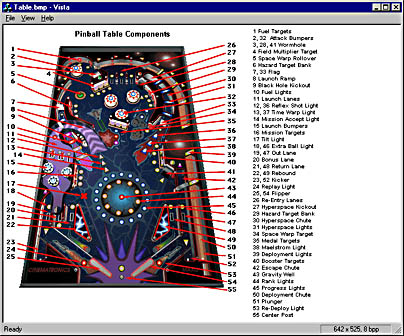 Table.bmp - Vista
File View Help
Pinball Table Components
1 Fuel Targets
2, 32 Attack Bumpers
3, 28, 41 Wormhole
4 Field Multiplier Target
5 Space Warp Rollover
6 Hazard Target Bank
7, 33 Flag
8 Launch Ramp
9 Black Hole Kickout
10 Fuel Lights
11 Launch Lanes
12, 36 Reflex Shot Light
13, 37 Time Warp Light
14 Mission Accept Light
15 Launch Bumpers
16 Mission Targets
17 Tilt Light
18, 46 Extra Ball Light
19, 47 Out Lane
20 Bonus Lane
21, 48 Return Lane
22, 49 Rebound
23, 52 Kicker
24 Replay Light
25, 54 Flipper
26 Re-Entry Lanes
27 Hyperspace Kickout
29 Hazard Target Bank
30 Hyperspace Chute
31 Hyperspace Lights
34 Space Warp Target
35 Medal Targets
38 Maelstrom Light
39 Deployment Lights
40 Booster Targets
42 Escape Chute
43 Gravity Well
44 Rank Lights
45 Progress Lights
50 Deployment Chute
51 Plunger
53 Re-Deploy Light
55 Center Post
1
2
3
4
5
6
7
8
9
10
11
12
13
14
15
16
17
18
19
20
21
22
23
24
25
26
27
28
29
30
31
32
33
34
35
36
37
38
39
40
41
42
43
44
45
46
47
48
49
50
51
52
53
54
55
CINEMATRONICS
Ready
642 x 525, 8 bpp